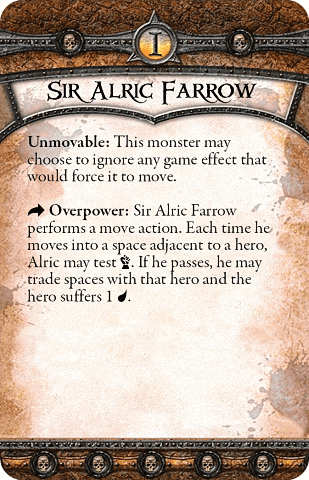 I
Sir Alric Farrow
Unmovable: This monster may
choose to ignore any game effect that
would force it to move.
Overpower: Sir Alric Farrow
performs a move action. Each time he
moves into a space adjacent to a hero,
Alric may test . If he passes, he may
trade spaces with that hero and the
hero suffers 1 .